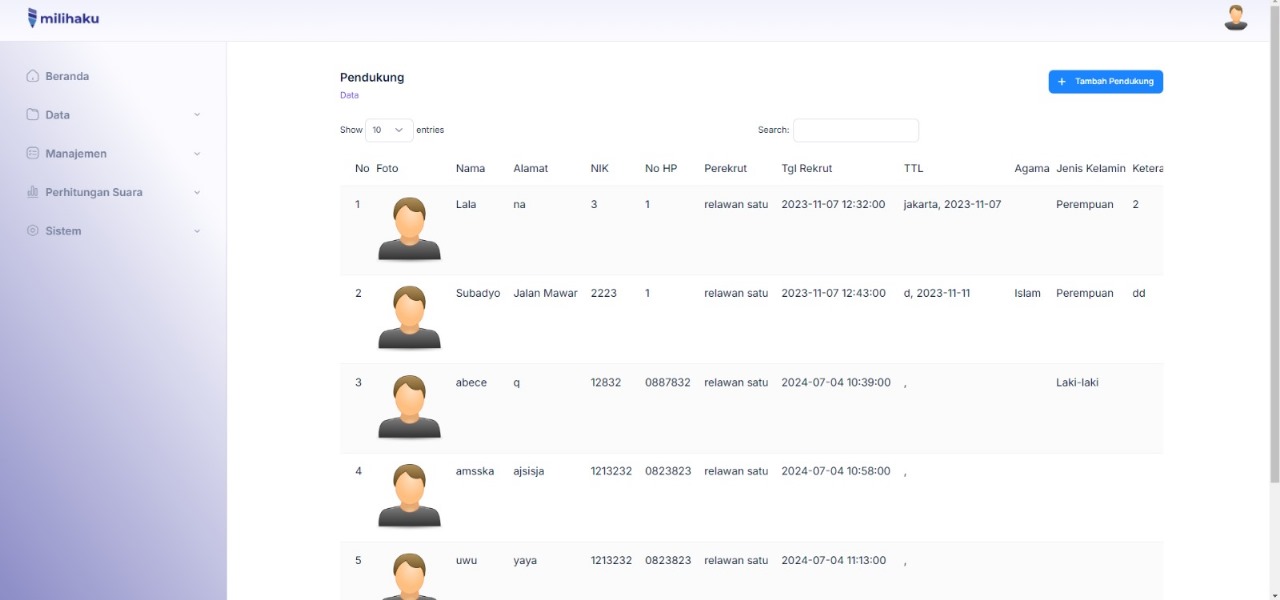 milihaku
Beranda
Data
Manajemen
Perhitungan Suara
Sistem
Pendukung
Data
+ Tambah Pendukung
Show 10 entries
Search:
No Foto Nama Alamat NIK No HP Perekrut Tgl Rekrut TTL Agama Jenis Kelamin Ketera
1 Lala na 3 1 relawan satu 2023-11-07 12:32:00 jakarta, 2023-11-07 Perempuan 2
2 Subadyo Jalan Mawar 2223 1 relawan satu 2023-11-07 12:43:00 d, 2023-11-11 Islam Perempuan dd
3 abece q 12832 0887832 relawan satu 2024-07-04 10:39:00 , Laki-laki
4 amsska ajsisja 1213232 0823823 relawan satu 2024-07-04 10:58:00 ,
5 uwu yaya 1213232 0823823 relawan satu 2024-07-04 11:13:00 ,